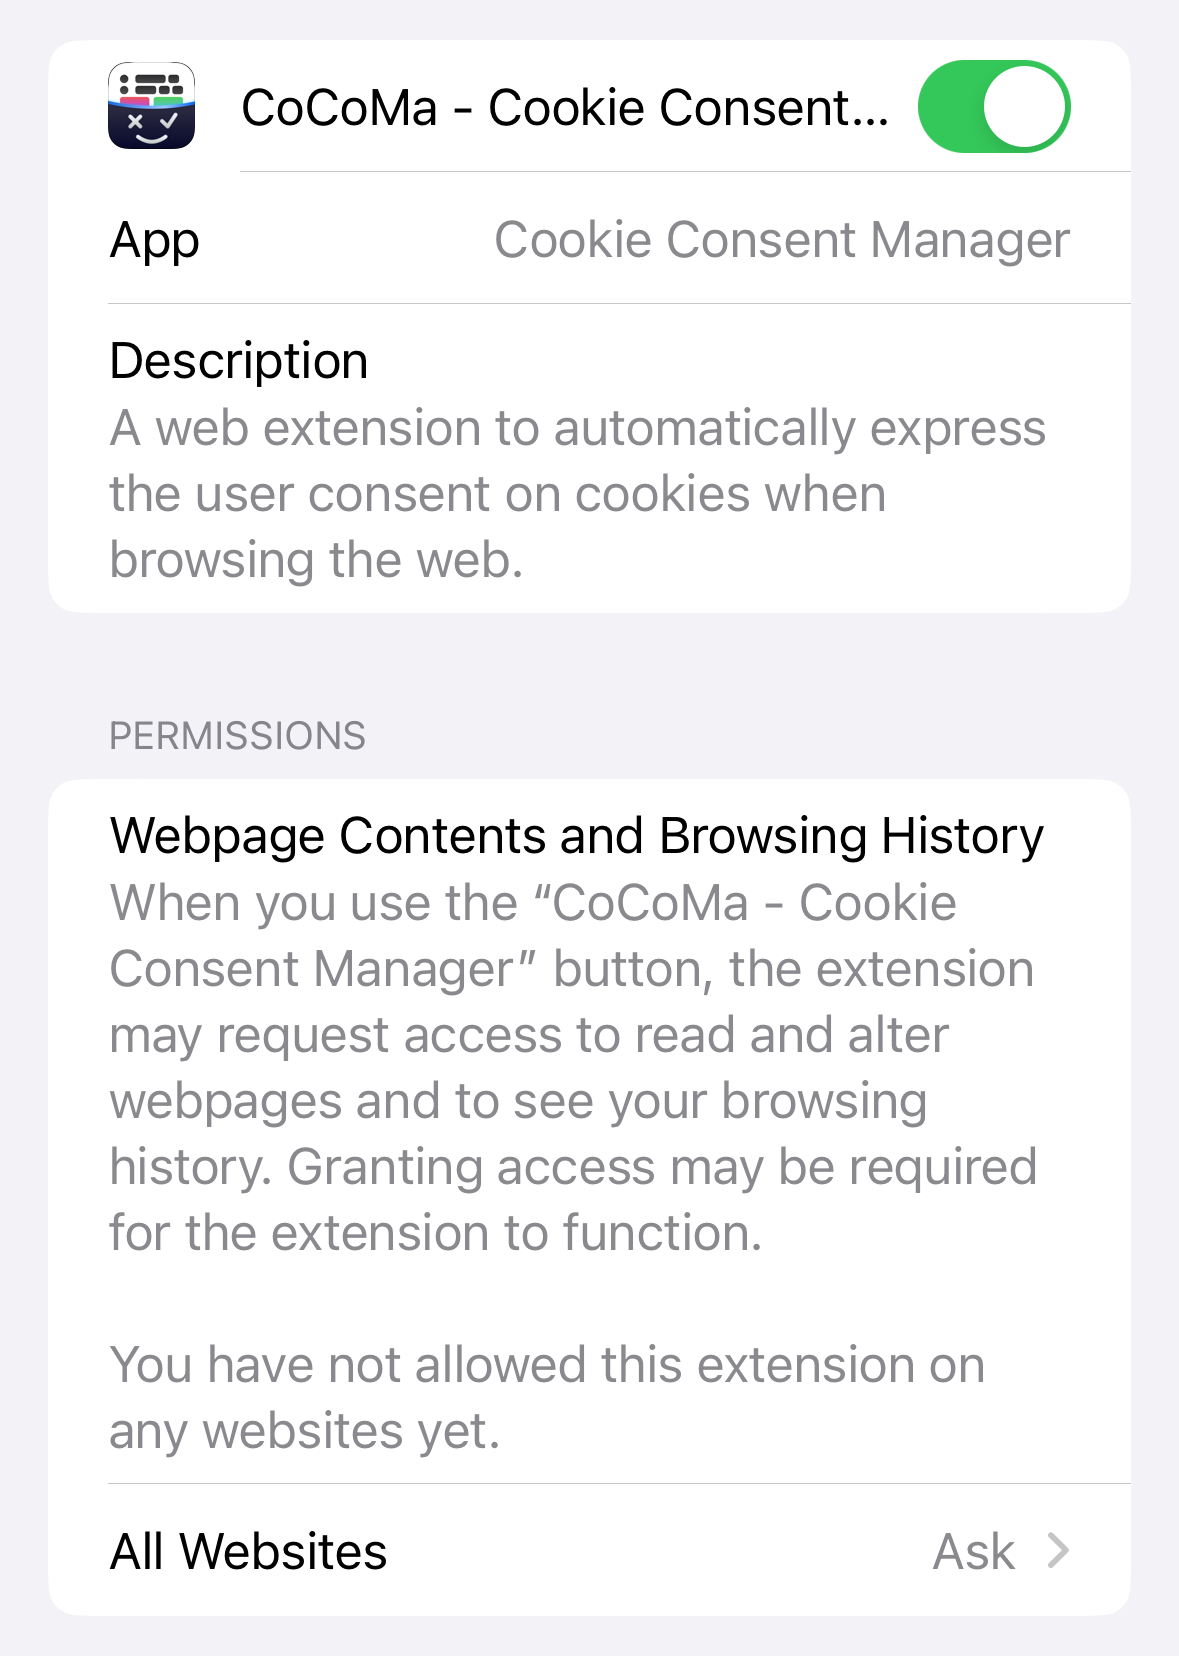 CoCoMa - Cookie Consent...
App
Cookie Consent Manager
Description
A web extension to automatically express
the user consent on cookies when
browsing the web.
PERMISSIONS
Webpage Contents and Browsing History
When you use the “CoCoMa - Cookie
Consent Manager” button, the extension
may request access to read and alter
webpages and to see your browsing
history. Granting access may be required
for the extension to function.
You have not allowed this extension on
any websites yet.
All Websites
Ask